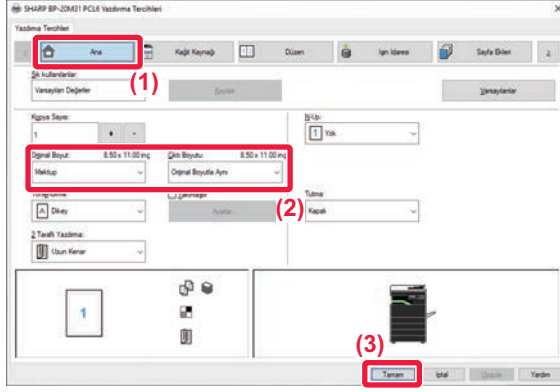 SHARP BP-20M31 PCL6 Yazdırma Tercihleri
Yazdırma Tercihleri
Ana
Kağıt Kaynağı
Düzen
İşin İdaresi
Sayfa Ekleri
(1)
Sık kullanılanlar:
Varsayılan Değerler
Kaydet
Varsayılanlar
Kopya Sayısı:
1
+
-
N-Up:
1 Yok
Orijinal Boyut: 8.50 x 11.00 inç
Çıktı Boyutu: 8.50 x 11.00 inç
Mektup
Orijinal Boyutla Aynı
(2)
Dikey
Ayarlar...
Tutma:
Kapalı
2 Taraflı Yazdırma:
Uzun Kenar
1
(3)
Tamam
İptal
Uygula
Yardım